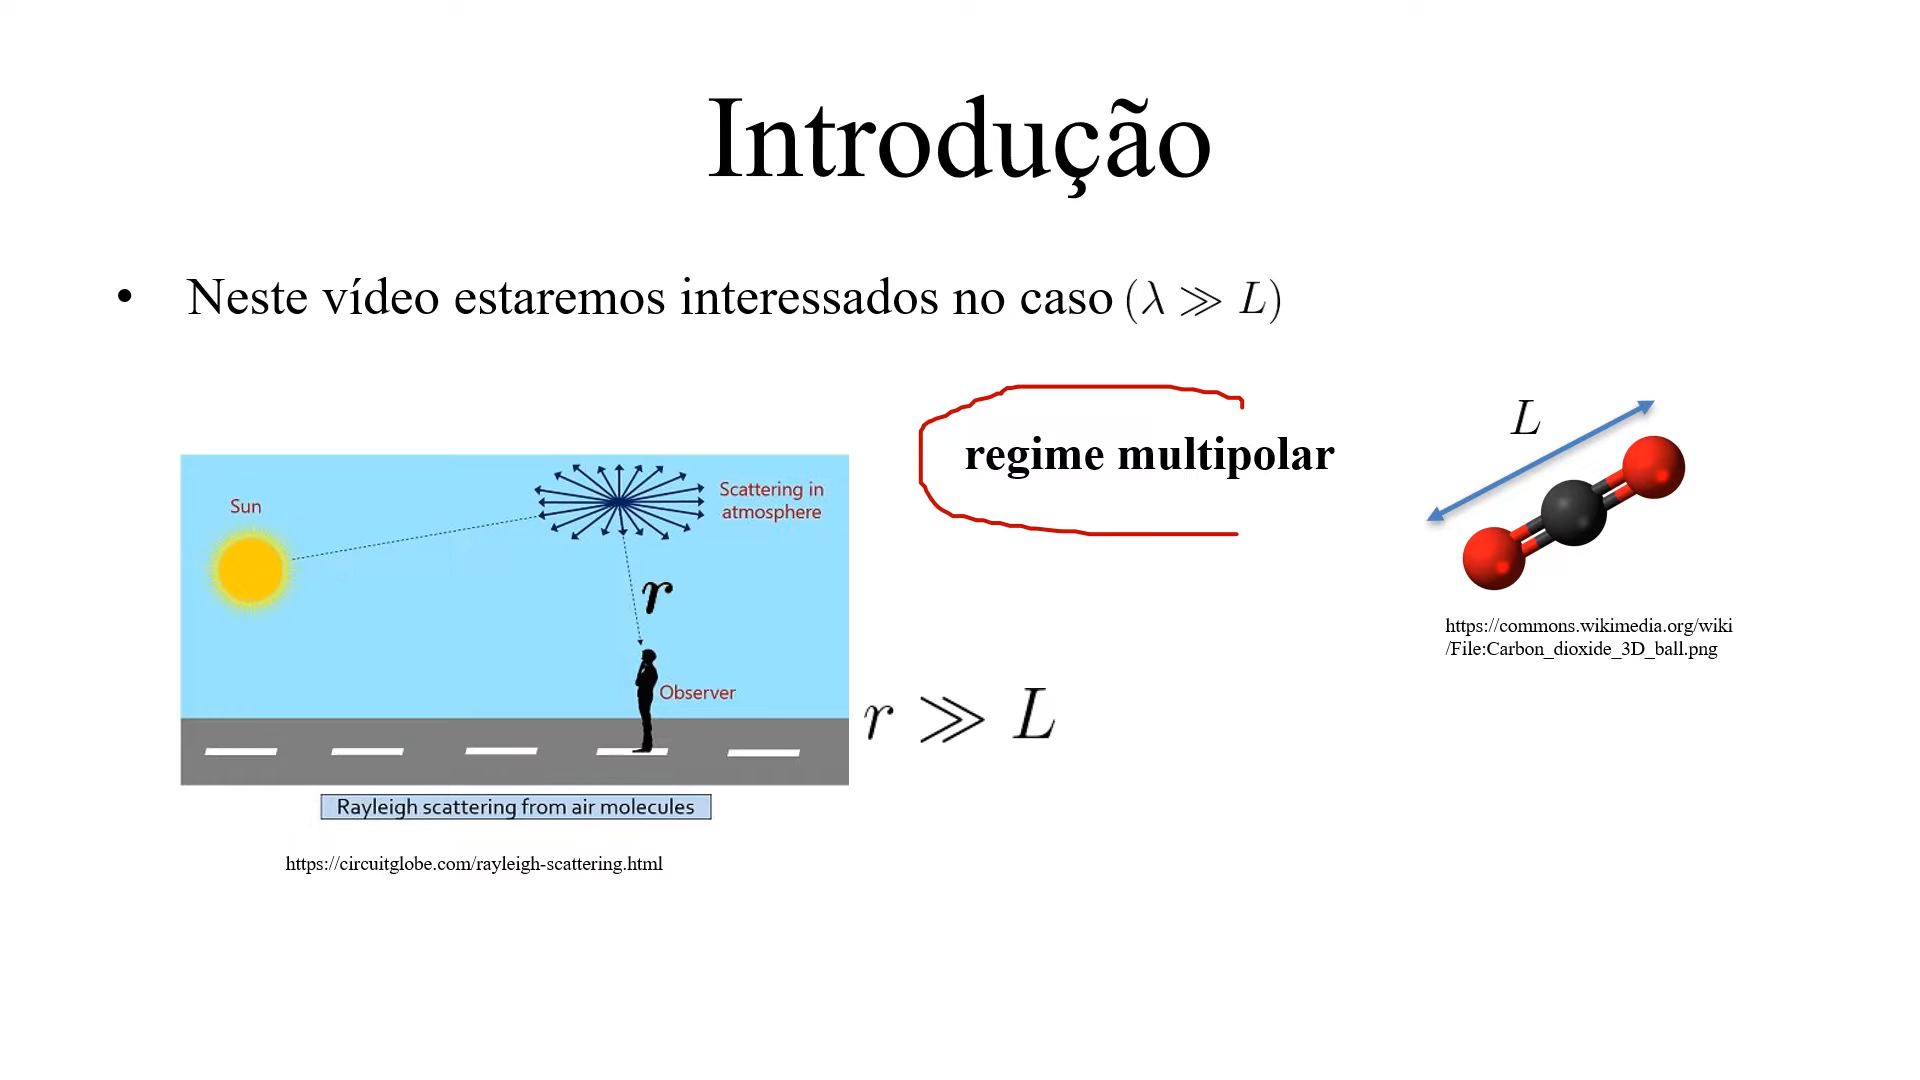 Introdução
• Neste vídeo estaremos interessados no caso (λ ≫ L)
regime multipolar
L
Sun
Scattering in
atmosphere
r
Observer
https://commons.wikimedia.org/wiki
/File:Carbon_dioxide_3D_ball.png
r ≫ L
Rayleigh scattering from air molecules
https://circuitglobe.com/rayleigh-scattering.html